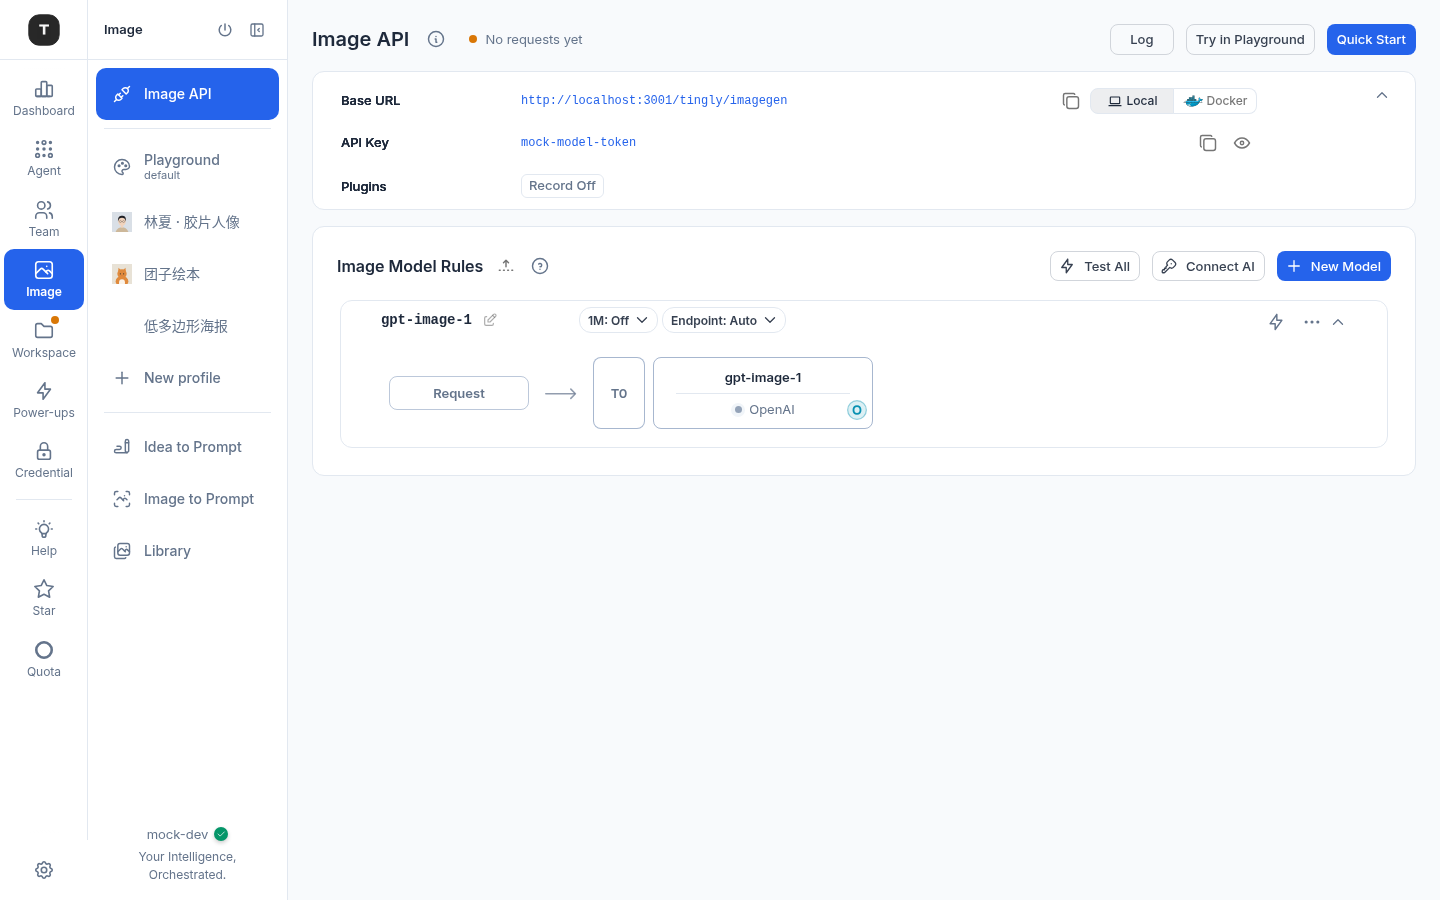 T
Dashboard
Agent
Team
Image
Workspace
Power-ups
Credential
Help
Star
Quota
Image
Image API
Playground
default
林夏 · 胶片人像
团子绘本
低多边形海报
New profile
Idea to Prompt
Image to Prompt
Library
mock-dev
Your Intelligence,
Orchestrated.
Image API
No requests yet
Log
Try in Playground
Quick Start
Base URL
http://localhost:3001/tingly/imagegen
Local
Docker
API Key
mock-model-token
Plugins
Record Off
Image Model Rules
Test All
Connect AI
New Model
gpt-image-1
1M: Off
Endpoint: Auto
Request
T0
gpt-image-1
OpenAI
O